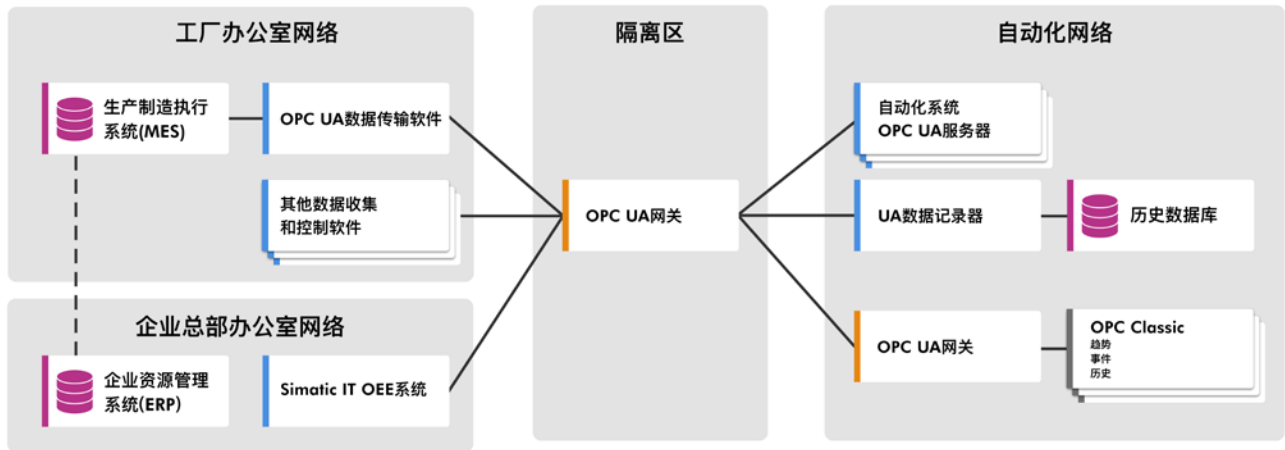 工厂办公室网络
生产制造执行
系统(MES)
OPC UA数据传输软件
其他数据收集
和控制软件
企业总部办公室网络
企业资源管理
系统(ERP)
Simatic IT OEE系统
隔离区
OPC UA网关
自动化网络
自动化系统
OPC UA服务器
UA数据记录器
历史数据库
OPC UA网关
OPC Classic
趋势
事件
历史